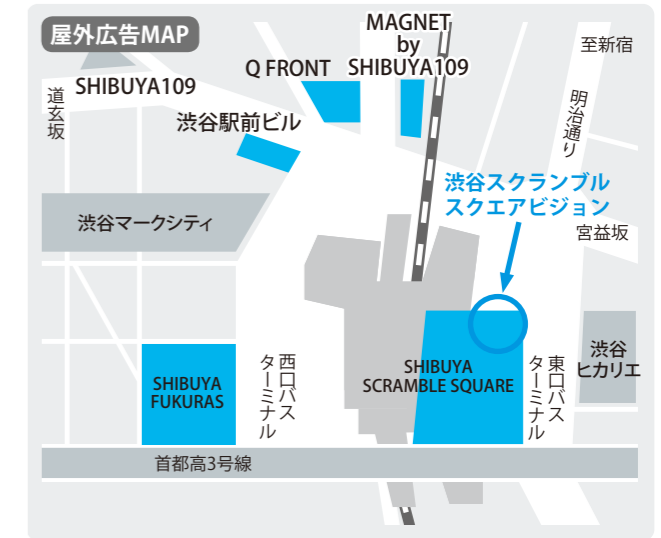 屋外広告MAP
MAGNET
by
SHIBUYA109
至新宿
Q FRONT
SHIBUYA109
道玄坂
明治通り
渋谷駅前ビル
渋谷スクランブル
スクエアビジョン
渋谷マークシティ
宮益坂
渋谷
ヒカリエ
SHIBUYA
SCRAMBLE SQUARE
東口バス
ターミナル
西口バス
ターミナル
SHIBUYA
FUKURAS
首都高3号線